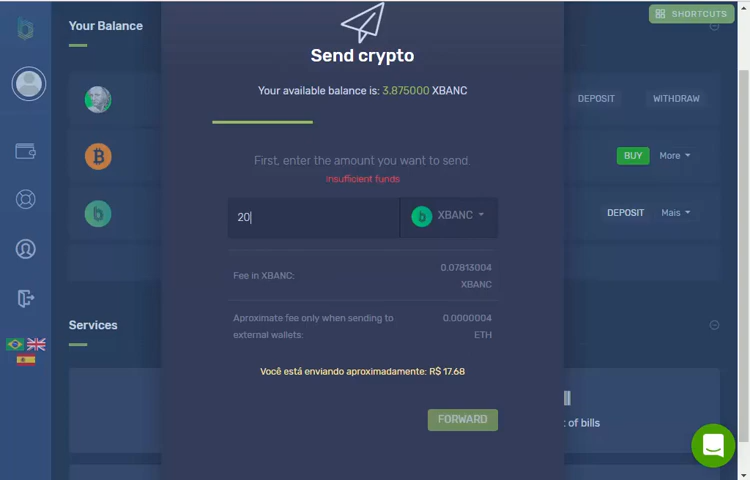 Your Balance
SHORTCUTS
Send crypto
Your available balance is: 3.875000 XBANC
DEPOSIT WITHDRAW
First, enter the amount you want to send.
Insufficient funds
BUY More
20
XBANC
DEPOSIT Mais
Fee in XBANC:
0.07813004
XBANC
Aproximate fee only when sending to
external wallets:
0.0000004
ETH
Services
Você está enviando aproximadamente: R$ 17.68
FORWARD
of bills